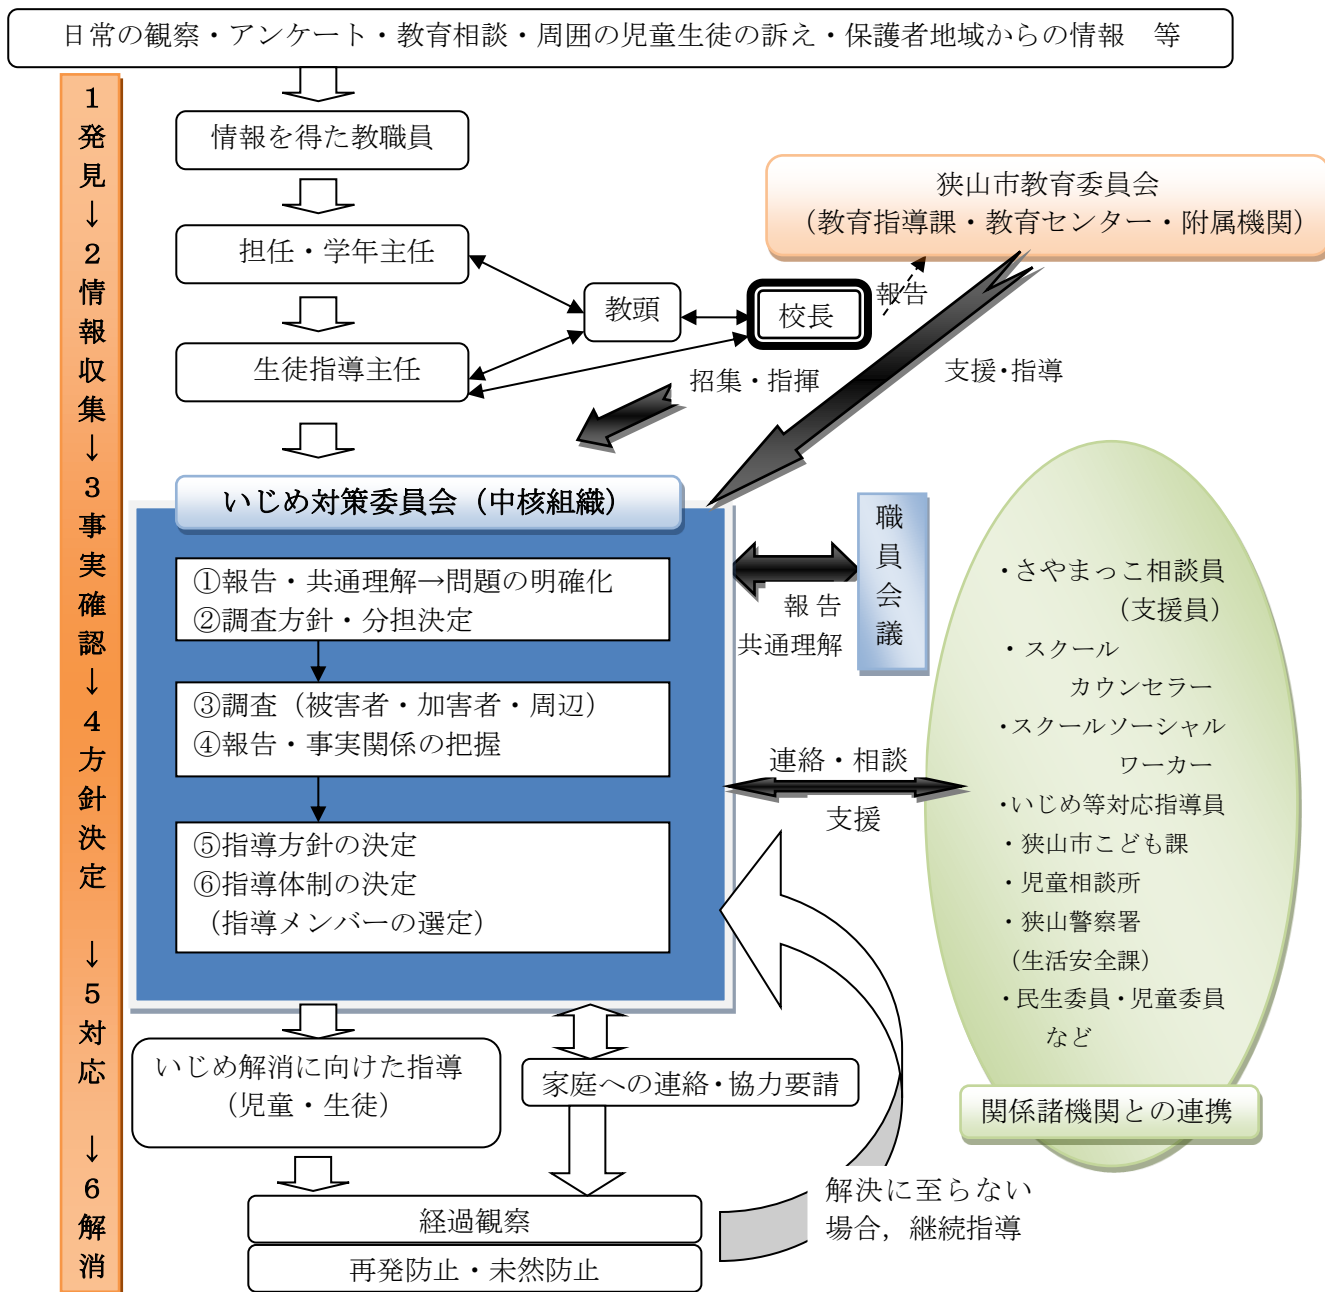 日常の観察・アンケート・教育相談・周囲の児童生徒の訴え・保護者地域からの情報　等
1発見→2情報収集→3事実確認→4方針決定　→5対応　→6解消
情報を得た教職員
担任・学年主任
生徒指導主任
教頭
校長
報告
狭山市教育委員会
（教育指導課・教育センター・附属機関）
招集・指揮
支援・指導
いじめ対策委員会（中核組織）
①報告・共通理解→問題の明確化
②調査方針・分担決定
③調査（被害者・加害者・周辺）
④報告・事実関係の把握
⑤指導方針の決定
⑥指導体制の決定
（指導メンバーの選定）
職員会議
報 告
共通理解
連絡・相談
支援
・さやまっこ相談員
（支援員）
・スクール
カウンセラー
・スクールソーシャル
ワーカー
・いじめ等対応指導員
・狭山市こども課
・児童相談所
・狭山警察署
（生活安全課）
・民生委員・児童委員
など
関係諸機関との連携
いじめ解消に向けた指導
（児童・生徒）
家庭への連絡・協力要請
経過観察
再発防止・未然防止
解決に至らない
場合，継続指導